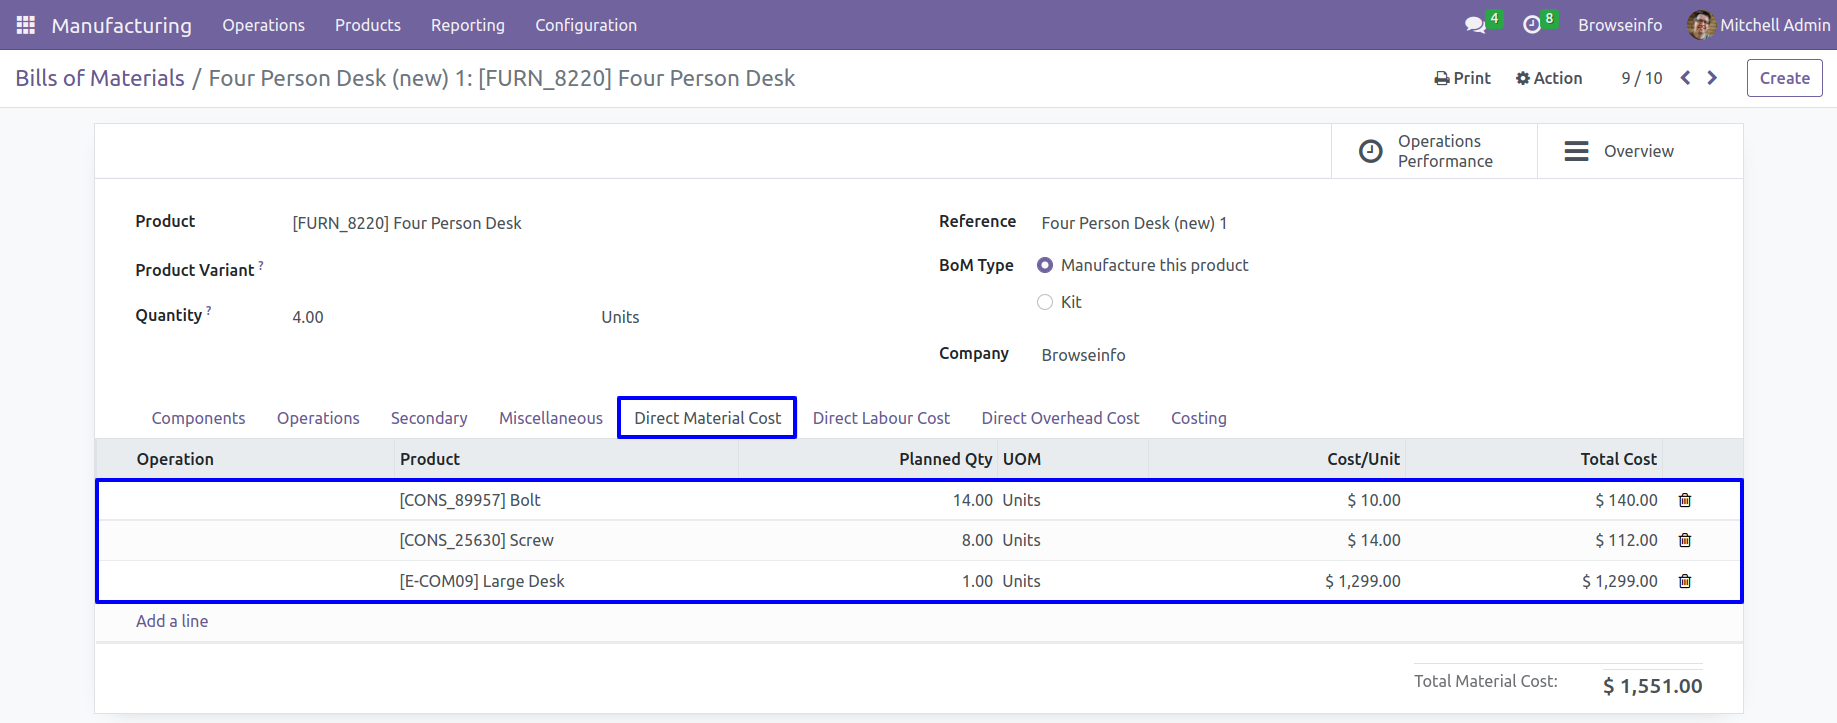 Manufacturing Operations Products Reporting Configuration 4 8 Browseinfo Mitchell Admin
Bills of Materials / Four Person Desk (new) 1: [FURN_8220] Four Person Desk Print Action 9 / 10 Create
Operations Performance
Overview
Product [FURN_8220] Four Person Desk
Product Variant ?
Quantity ? 4.00 Units
Reference Four Person Desk (new) 1
BoM Type Manufacture this product
Kit
Company Browseinfo
Components Operations Secondary Miscellaneous Direct Material Cost Direct Labour Cost Direct Overhead Cost Costing
Operation Product Planned Qty UOM Cost/Unit Total Cost
[CONS_89957] Bolt 14.00 Units $ 10.00 $ 140.00
[CONS_25630] Screw 8.00 Units $ 14.00 $ 112.00
[E-COM09] Large Desk 1.00 Units $ 1,299.00 $ 1,299.00
Add a line
Total Material Cost: $ 1,551.00